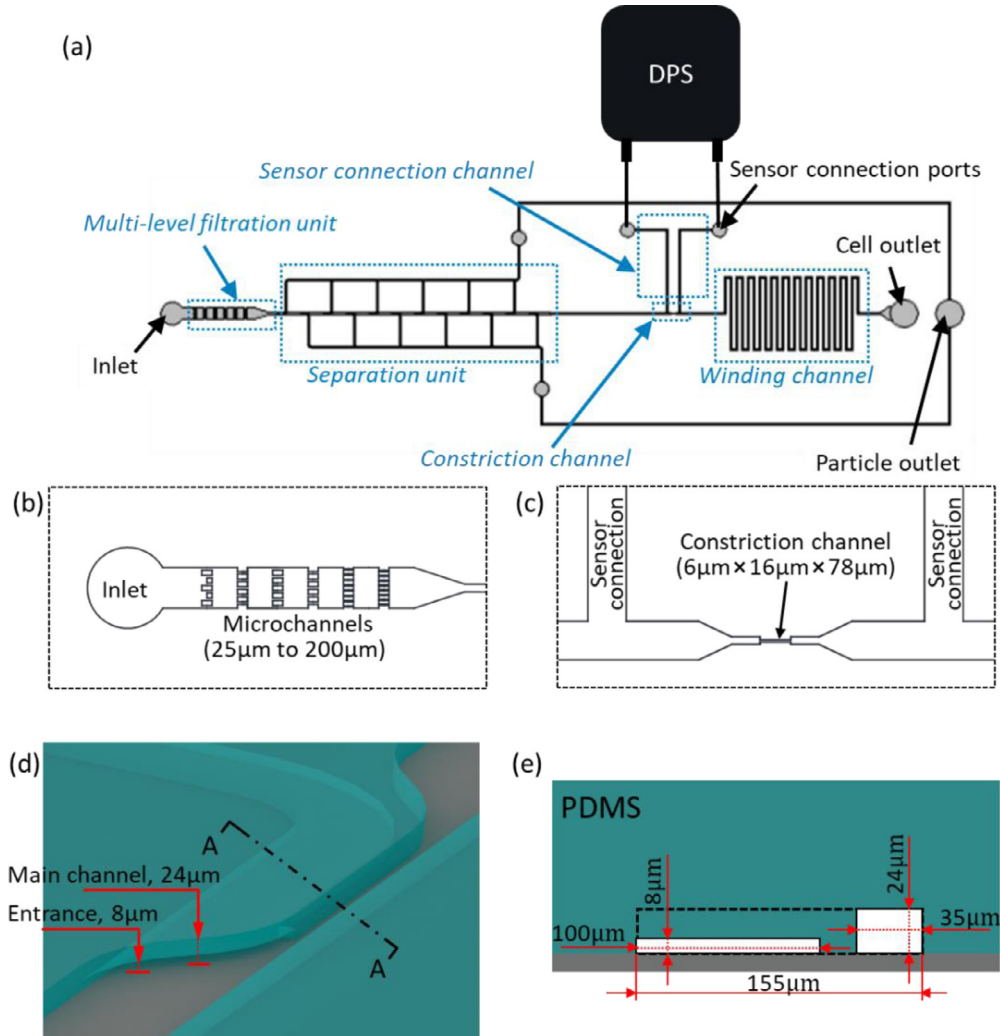 (a)
DPS
Sensor connection channel
Sensor connection ports
Multi-level filtration unit
Cell outlet
Inlet
Separation unit
Winding channel
Constriction channel
Particle outlet
(b)
Inlet
Microchannels
(25μm to 200μm)
(c)
Sensor
connection
Constriction channel
(6μm×16μm×78μm)
Sensor
connection
(d)
A
Main channel, 24μm
Entrance, 8μm
A
(e)
PDMS
8μm
24μm
35μm
100μm
155μm